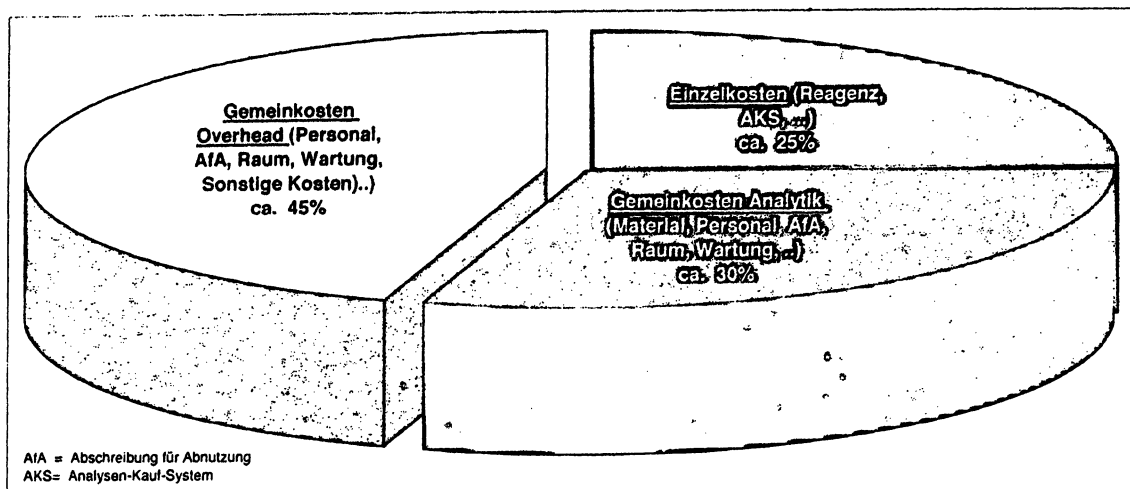 Gemeinkosten
Overhead (Personal,
AfA, Raum, Wartung,
Sonstige Kosten)..)
ca. 45%
Einzelkosten (Reagenz,
AKS, ...)
ca. 25%
Gemeinkosten Analytik
(Material, Personal, AfA,
Raum, Wartung, ..)
ca. 30%
AfA = Abschreibung für Abnutzung
AKS= Analysen-Kauf-System